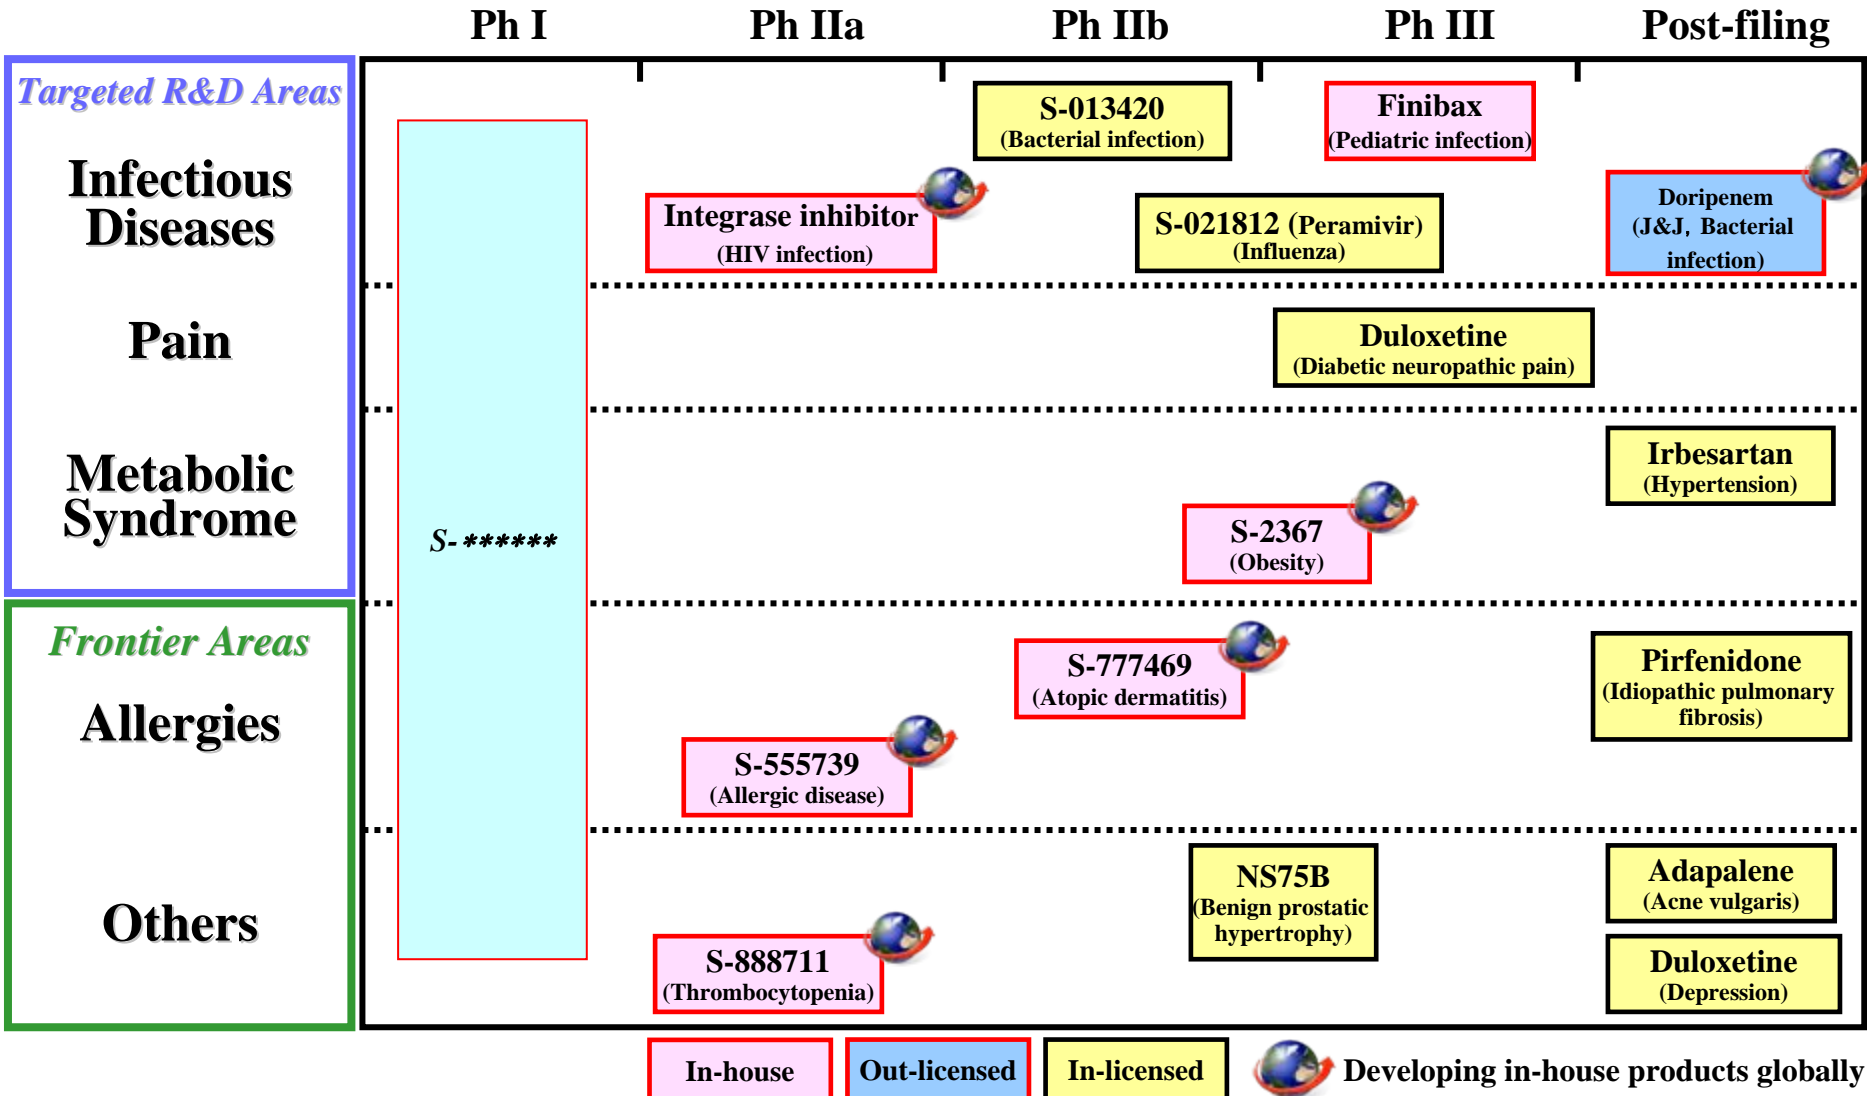 Ph I Ph IIa Ph IIb Ph III Post-filing
Targeted R&D Areas
Infectious
Diseases
S-013420
(Bacterial infection)
Finibax
(Pediatric infection)
Integrase inhibitor
(HIV infection)
S-021812 (Peramivir)
(Influenza)
Doripenem
(J&J, Bacterial
infection)
Pain
Duloxetine
(Diabetic neuropathic pain)
Metabolic
Syndrome
Irbesartan
(Hypertension)
S-2367
(Obesity)
S-******
Frontier Areas
Allergies
S-777469
(Atopic dermatitis)
Pirfenidone
(Idiopathic pulmonary
fibrosis)
S-555739
(Allergic disease)
Others
NS75B
(Benign prostatic
hypertrophy)
Adapalene
(Acne vulgaris)
S-888711
(Thrombocytopenia)
Duloxetine
(Depression)
In-house Out-licensed In-licensed Developing in-house products globally